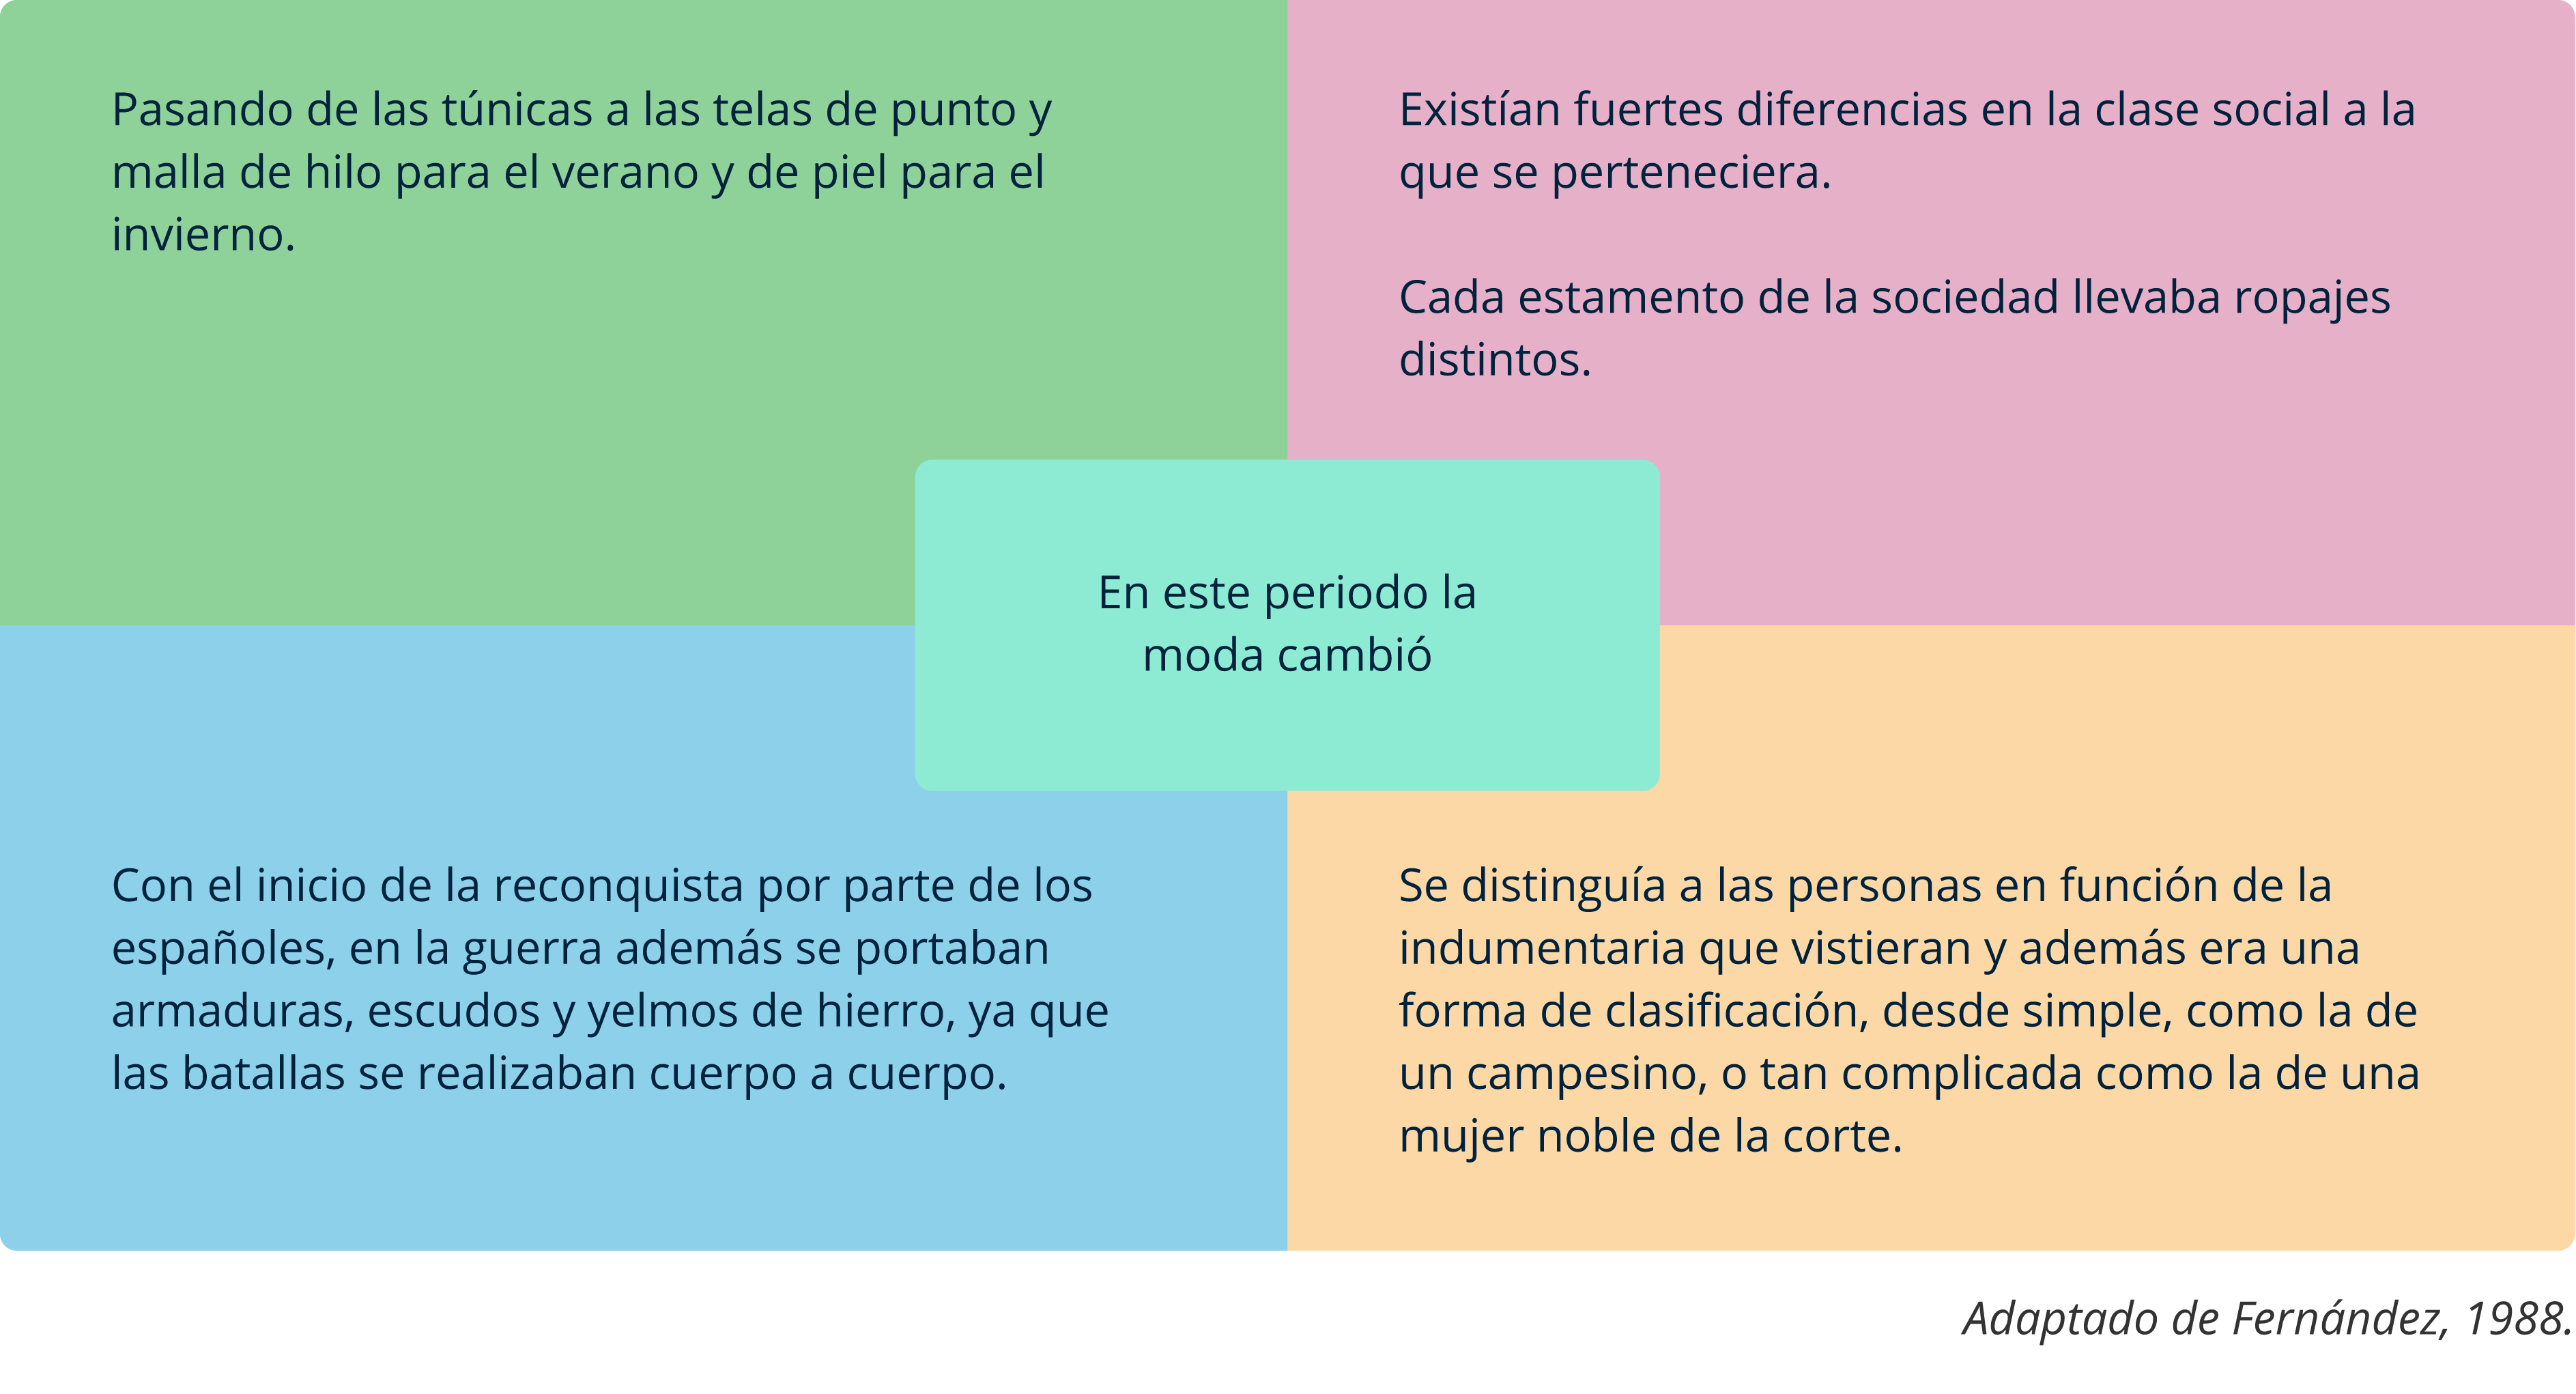 Pasando de las túnicas a las telas de punto y
malla de hilo para el verano y de piel para el
invierno.
Existían fuertes diferencias en la clase social a la
que se perteneciera.
Cada estamento de la sociedad llevaba ropajes
distintos.
En este periodo la
moda cambió
Con el inicio de la reconquista por parte de los
españoles, en la guerra además se portaban
armaduras, escudos y yelmos de hierro, ya que
las batallas se realizaban cuerpo a cuerpo.
Se distinguía a las personas en función de la
indumentaria que vistieran y además era una
forma de clasificación, desde simple, como la de
un campesino, o tan complicada como la de una
mujer noble de la corte.
Adaptado de Fernández, 1988.